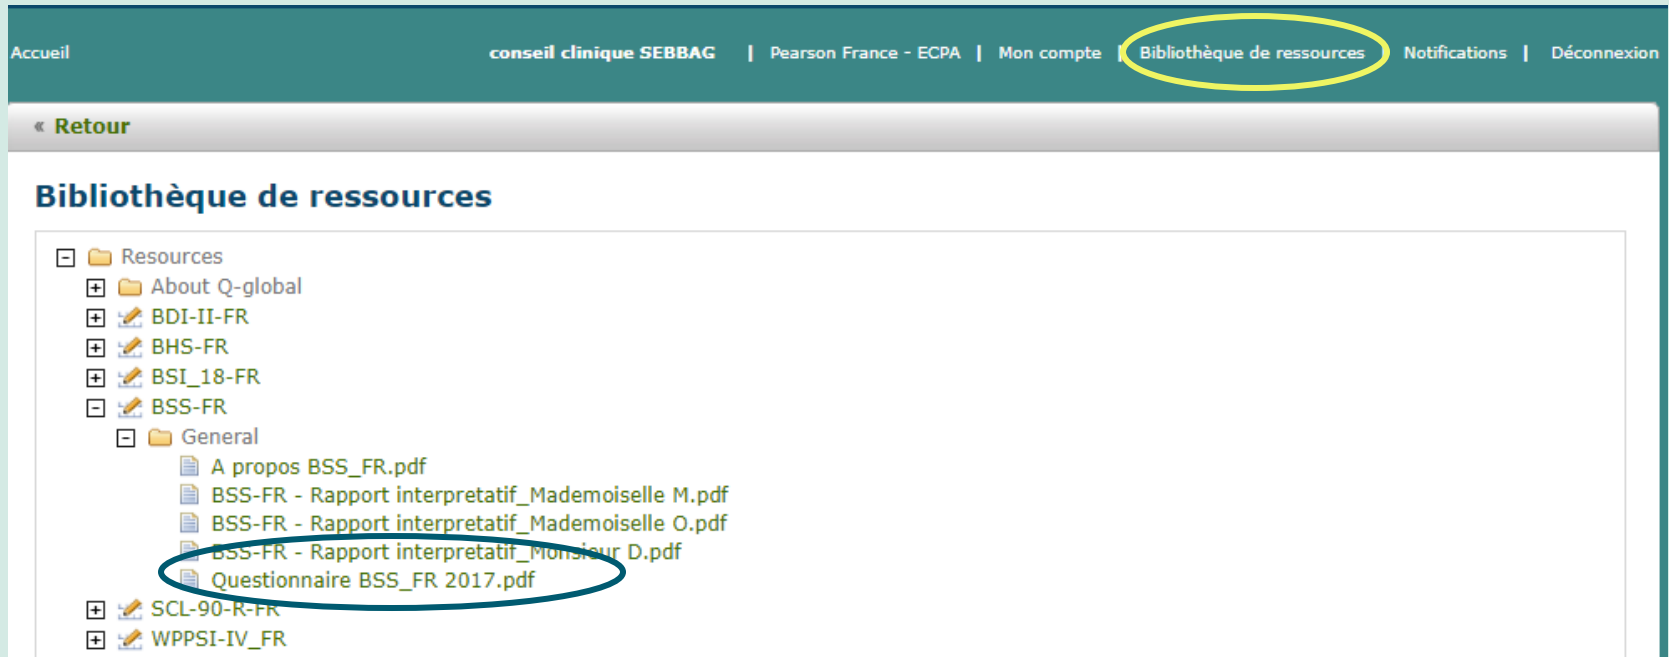 Accueil conseil clinique SEBBAG | Pearson France - ECPA | Mon compte | Bibliothèque de ressources Notifications | Déconnexion
« Retour
Bibliothèque de ressources
Resources
About Q-global
BDI-II-FR
BHS-FR
BSI_18-FR
BSS-FR
General
A propos BSS_FR.pdf
BSS-FR - Rapport interpretatif_Mademoiselle M.pdf
BSS-FR - Rapport interpretatif_Mademoiselle O.pdf
BSS-FR - Rapport interpretatif_Monsieur D.pdf
Questionnaire BSS_FR 2017.pdf
SCL-90-R-FR
WPPSI-IV_FR